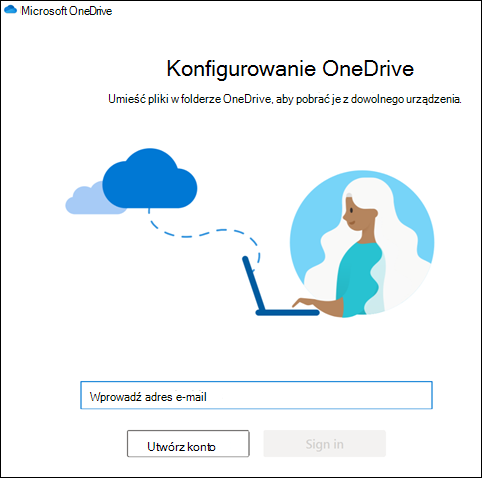 Microsoft OneDrive
Konfigurowanie OneDrive
Umieść pliki w folderze OneDrive, aby pobrać je z dowolnego urządzenia.
Wprowadź adres e-mail
Utwórz konto
Sign in